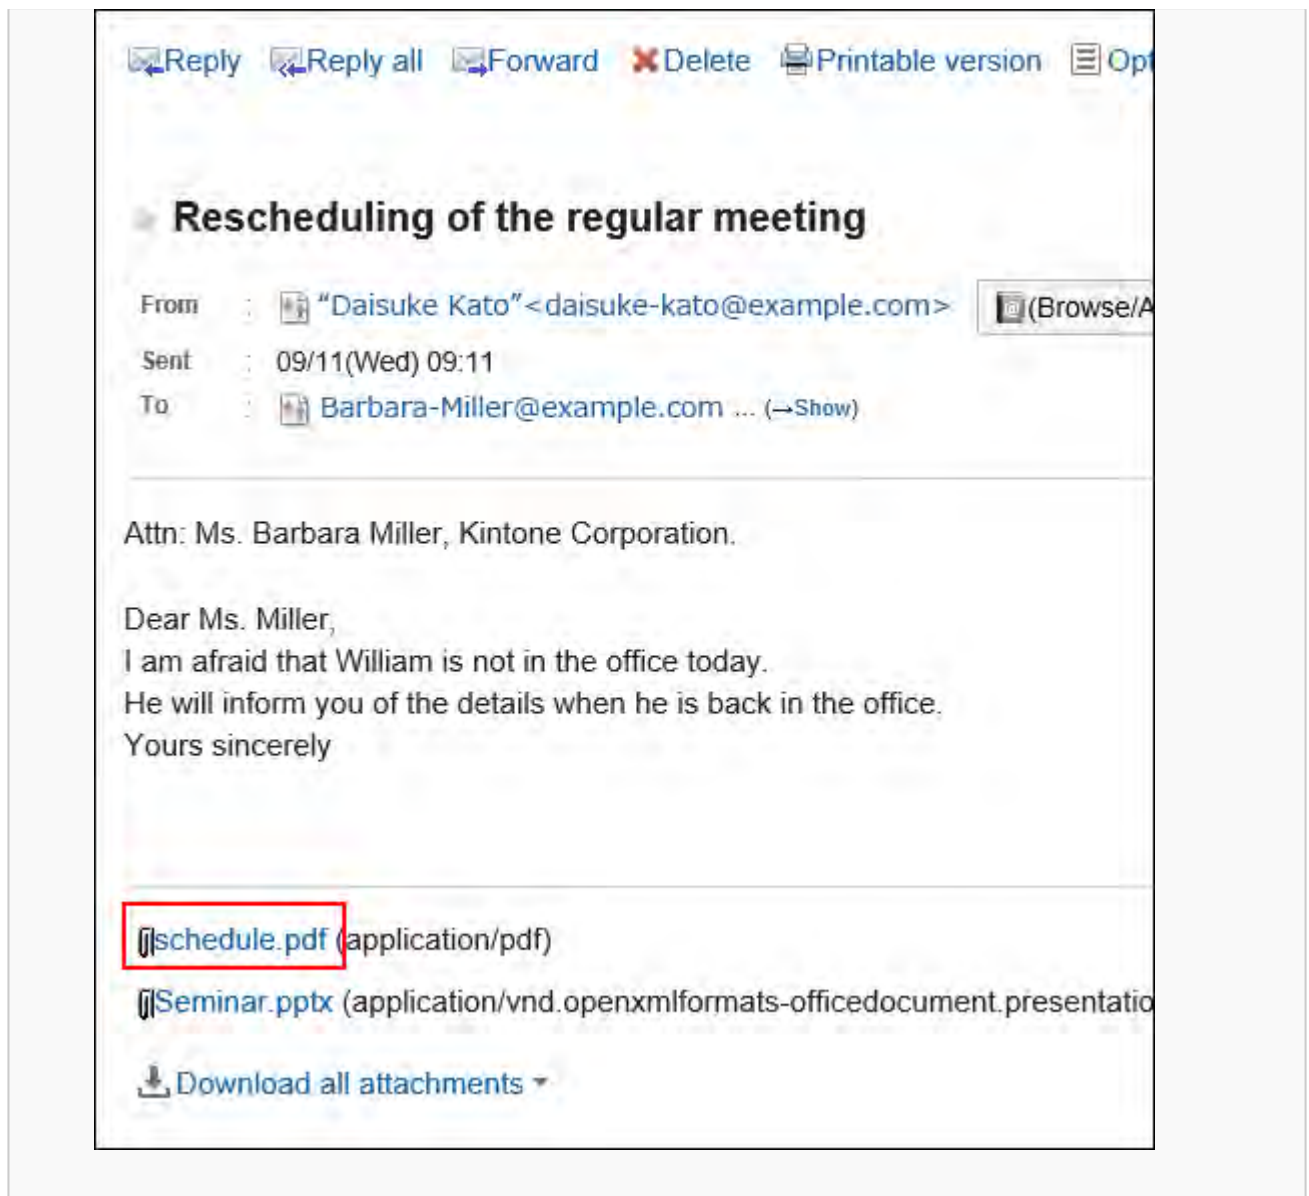 Reply Reply all Forward Delete Printable version Opt
Rescheduling of the regular meeting
From : "Daisuke Kato"<daisuke-kato@example.com> (Browse/A
Sent : 09/11(Wed) 09:11
To : Barbara-Miller@example.com ... (→Show)
Attn: Ms. Barbara Miller, Kintone Corporation.
Dear Ms. Miller,
I am afraid that William is not in the office today.
He will inform you of the details when he is back in the office.
Yours sincerely
schedule.pdf (application/pdf)
Seminar.pptx (application/vnd.openxmlformats-officedocument.presentatio
Download all attachments